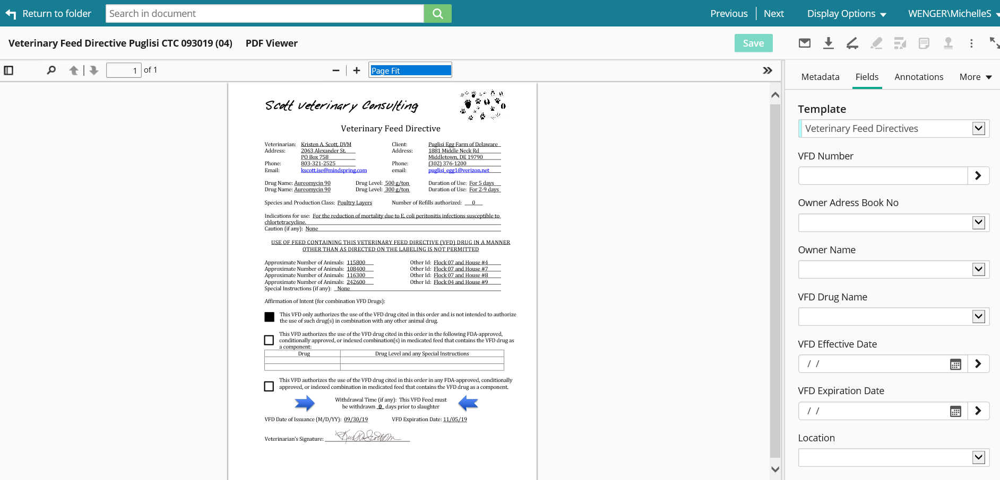 Return to folder
Search in document
Previous
Next
Display Options
WENGER\MichelleS
Veterinary Feed Directive Puglisi CTC 093019 (04) PDF Viewer
Save
1 of 1
Page Fit
Metadata Fields Annotations More
Scott Veterinary Consulting
Veterinary Feed Directive
Veterinarian: Kristen A. Scott, DVM Client: Puglisi Egg Farm of Delaware
Address: 2063 Alexander St. Address: 1881 Middle Neck Rd
PO Box 758 Middletown, DE 19790
Phone: 803-321-2525 Phone: (302) 376-1200
Email: kscott.ise@mindspring.com email: puglisi_egg1@verizon.net
Drug Name: Aureomycin 90 Drug Level: 500 g/ton Duration of Use: For 5 days
Drug Name: Aureomycin 90 Drug Level: 300 g/ton Duration of Use: For 2-9 days
Species and Production Class: Poultry Layers Number of Refills authorized: 0
Indications for use: For the reduction of mortality due to E. coli peritonitis infections susceptible to
chlortetracycline.
Caution (if any): None
USE OF FEED CONTAINING THIS VETERINARY FEED DIRECTIVE (VFD) DRUG IN A MANNER
OTHER THAN AS DIRECTED ON THE LABELING IS NOT PERMITTED
Approximate Number of Animals: 115800 Other Id: Flock 07 and House #4
Approximate Number of Animals: 108400 Other Id: Flock 07 and House #7
Approximate Number of Animals: 116300 Other Id: Flock 07 and House #8
Approximate Number of Animals: 242600 Other Id: Flock 04 and House #9
Special Instructions (if any): None
Affirmation of Intent (for combination VFD Drugs):
This VFD only authorizes the use of the VFD drug cited in this order and is not intended to authorize
the use of such drug(s) in combination with any other animal drug.
This VFD authorizes the use of the VFD drug cited in this order in the following FDA-approved,
conditionally approved, or indexed combination(s) in medicated feed that contains the VFD drug as
a component:
Drug Drug Level and any Special Instructions
This VFD authorizes the use of the VFD drug cited in this order in any FDA-approved, conditionally
approved, or indexed combination in medicated feed that contains the VFD drug as a component.
Withdrawal Time (if any): This VFD Feed must
be withdrawn 0 days prior to slaughter
VFD Date of Issuance (M/D/YY): 09/30/19 VFD Expiration Date: 11/05/19
Veterinarian's Signature:
Template
Veterinary Feed Directives
VFD Number
Owner Adress Book No
Owner Name
VFD Drug Name
VFD Effective Date
/ /
VFD Expiration Date
/ /
Location